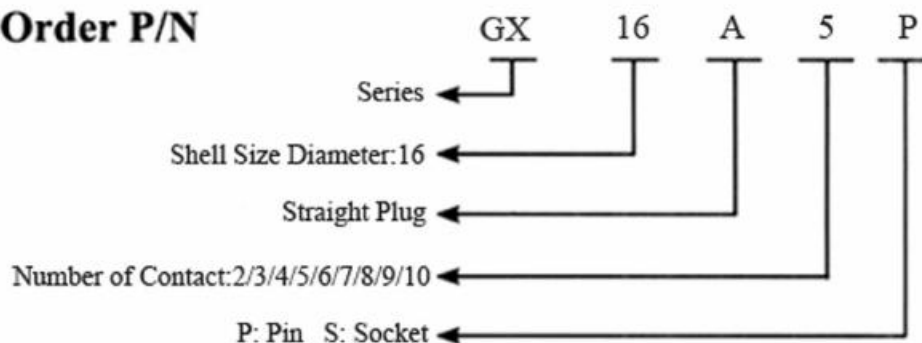 Order P/N GX 16 A 5 P
Series
Shell Size Diameter:16
Straight Plug
Number of Contact:2/3/4/5/6/7/8/9/10
P: Pin S: Socket